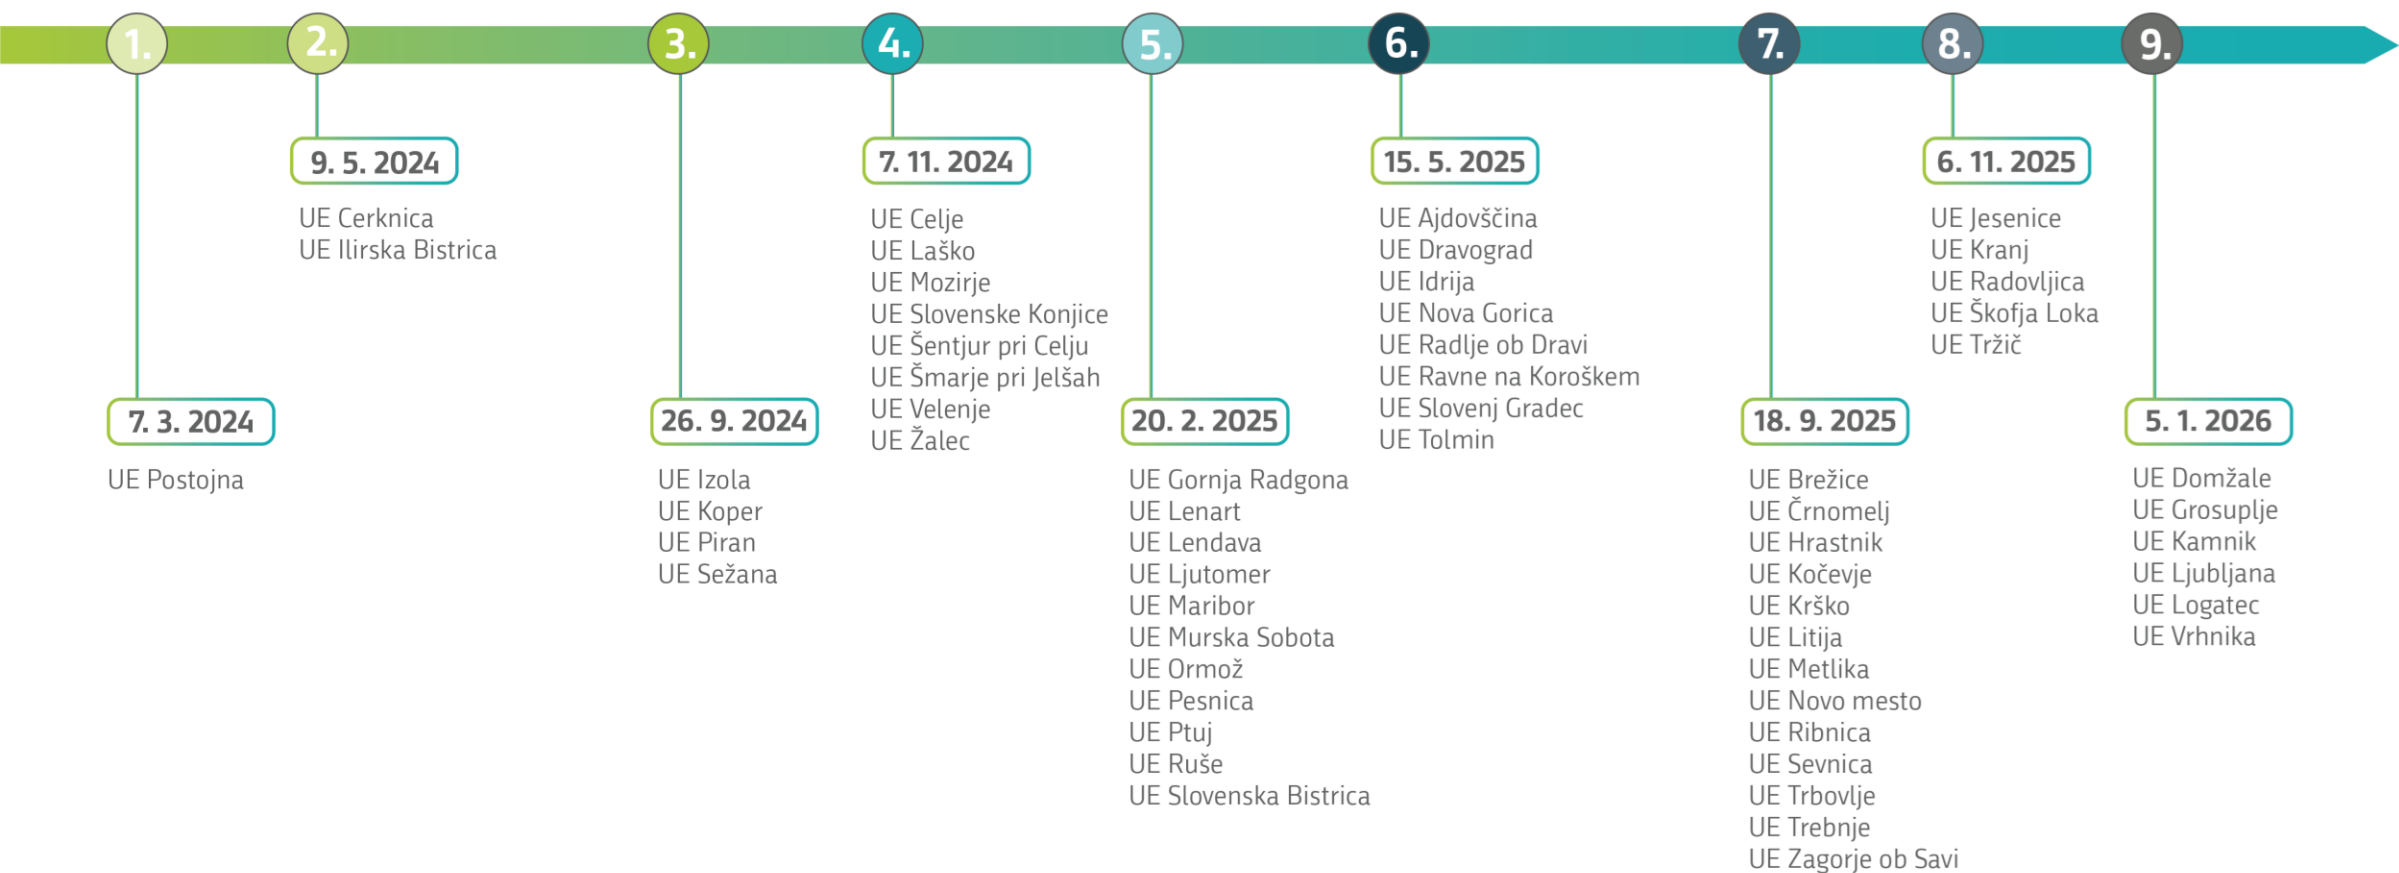 1.
7. 3. 2024
UE Postojna
2.
9. 5. 2024
UE Cerknica
UE Ilirska Bistrica
3.
26. 9. 2024
UE Izola
UE Koper
UE Piran
UE Sežana
4.
7. 11. 2024
UE Celje
UE Laško
UE Mozirje
UE Slovenske Konjice
UE Šentjur pri Celju
UE Šmarje pri Jelšah
UE Velenje
UE Žalec
5.
20. 2. 2025
UE Gornja Radgona
UE Lenart
UE Lendava
UE Ljutomer
UE Maribor
UE Murska Sobota
UE Ormož
UE Pesnica
UE Ptuj
UE Ruše
UE Slovenska Bistrica
6.
15. 5. 2025
UE Ajdovščina
UE Dravograd
UE Idrija
UE Nova Gorica
UE Radlje ob Dravi
UE Ravne na Koroškem
UE Slovenj Gradec
UE Tolmin
7.
18. 9. 2025
UE Brežice
UE Črnomelj
UE Hrastnik
UE Kočevje
UE Krško
UE Litija
UE Metlika
UE Novo mesto
UE Ribnica
UE Sevnica
UE Trbovlje
UE Trebnje
UE Zagorje ob Savi
8.
6. 11. 2025
UE Jesenice
UE Kranj
UE Radovljica
UE Škofja Loka
UE Tržič
9.
5. 1. 2026
UE Domžale
UE Grosuplje
UE Kamnik
UE Ljubljana
UE Logatec
UE Vrhnika